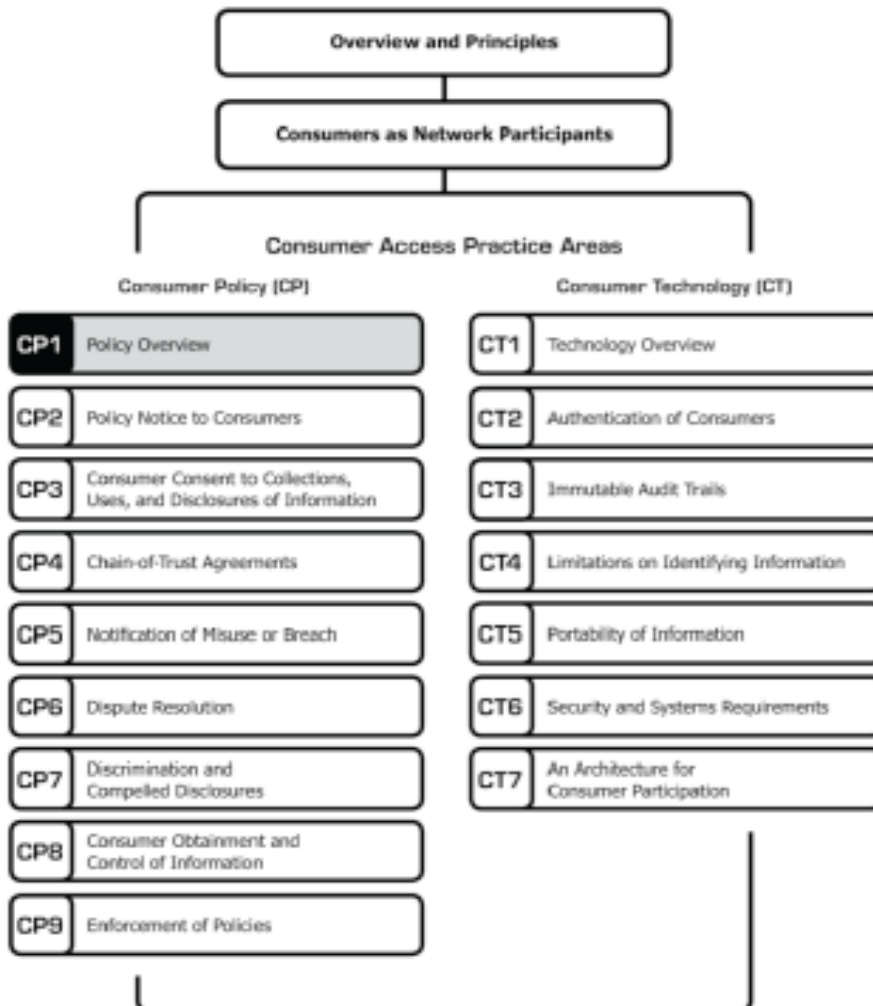 Overview and Principles
Consumers as Network Participants
Consumer Access Practice Areas
Consumer Policy (CP)
CP1 Policy Overview
CP2 Policy Notice to Consumers
CP3 Consumer Consent to Collections,
Uses, and Disclosures of Information
CP4 Chain-of-Trust Agreements
CP5 Notification of Misuse or Breach
CP6 Dispute Resolution
CP7 Discrimination and
Compelled Disclosures
CP8 Consumer Obtainment and
Control of Information
CP9 Enforcement of Policies
Consumer Technology (CT)
CT1 Technology Overview
CT2 Authentication of Consumers
CT3 Immutable Audit Trails
CT4 Limitations on Identifying Information
CT5 Portability of Information
CT6 Security and Systems Requirements
CT7 An Architecture for
Consumer Participation